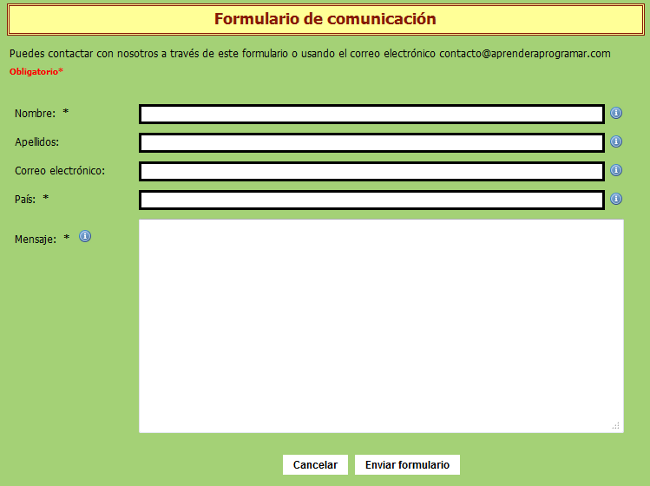 Formulario de comunicación
Puedes contactar con nosotros a través de este formulario o usando el correo electrónico contacto@aprenderaprogramar.com
Obligatorio*
Nombre: *
Apellidos:
Correo electrónico:
País: *
Mensaje: *
Cancelar Enviar formulario